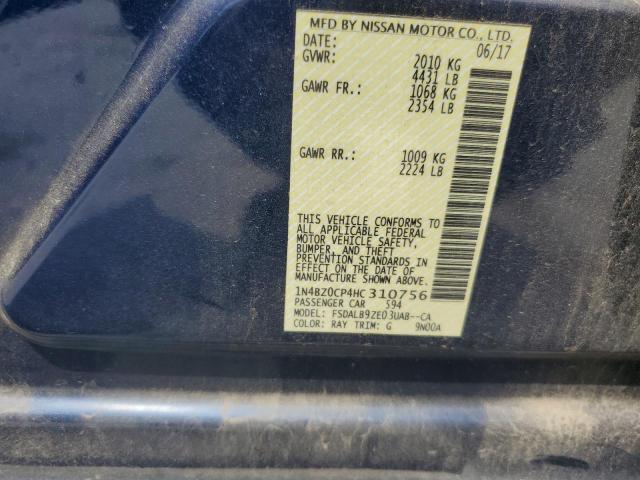 MFD BY NISSAN MOTOR CO., LTD.
DATE: 06/17
GVWR: 2010 KG
4431 LB
GAWR FR.: 1068 KG
2354 LB
GAWR RR.: 1009 KG
2224 LB
THIS VEHICLE CONFORMS TO
ALL APPLICABLE FEDERAL
MOTOR VEHICLE SAFETY,
BUMPER, AND THEFT
PREVENTION STANDARDS IN
EFFECT ON THE DATE OF
MANUFACTURE SHOWN ABOVE.
1N4BZ0CP4HC310756
PASSENGER CAR 594
MODEL: FSDALB9ZE03UAB--CA
COLOR: RAY TRIM: G 9N00A